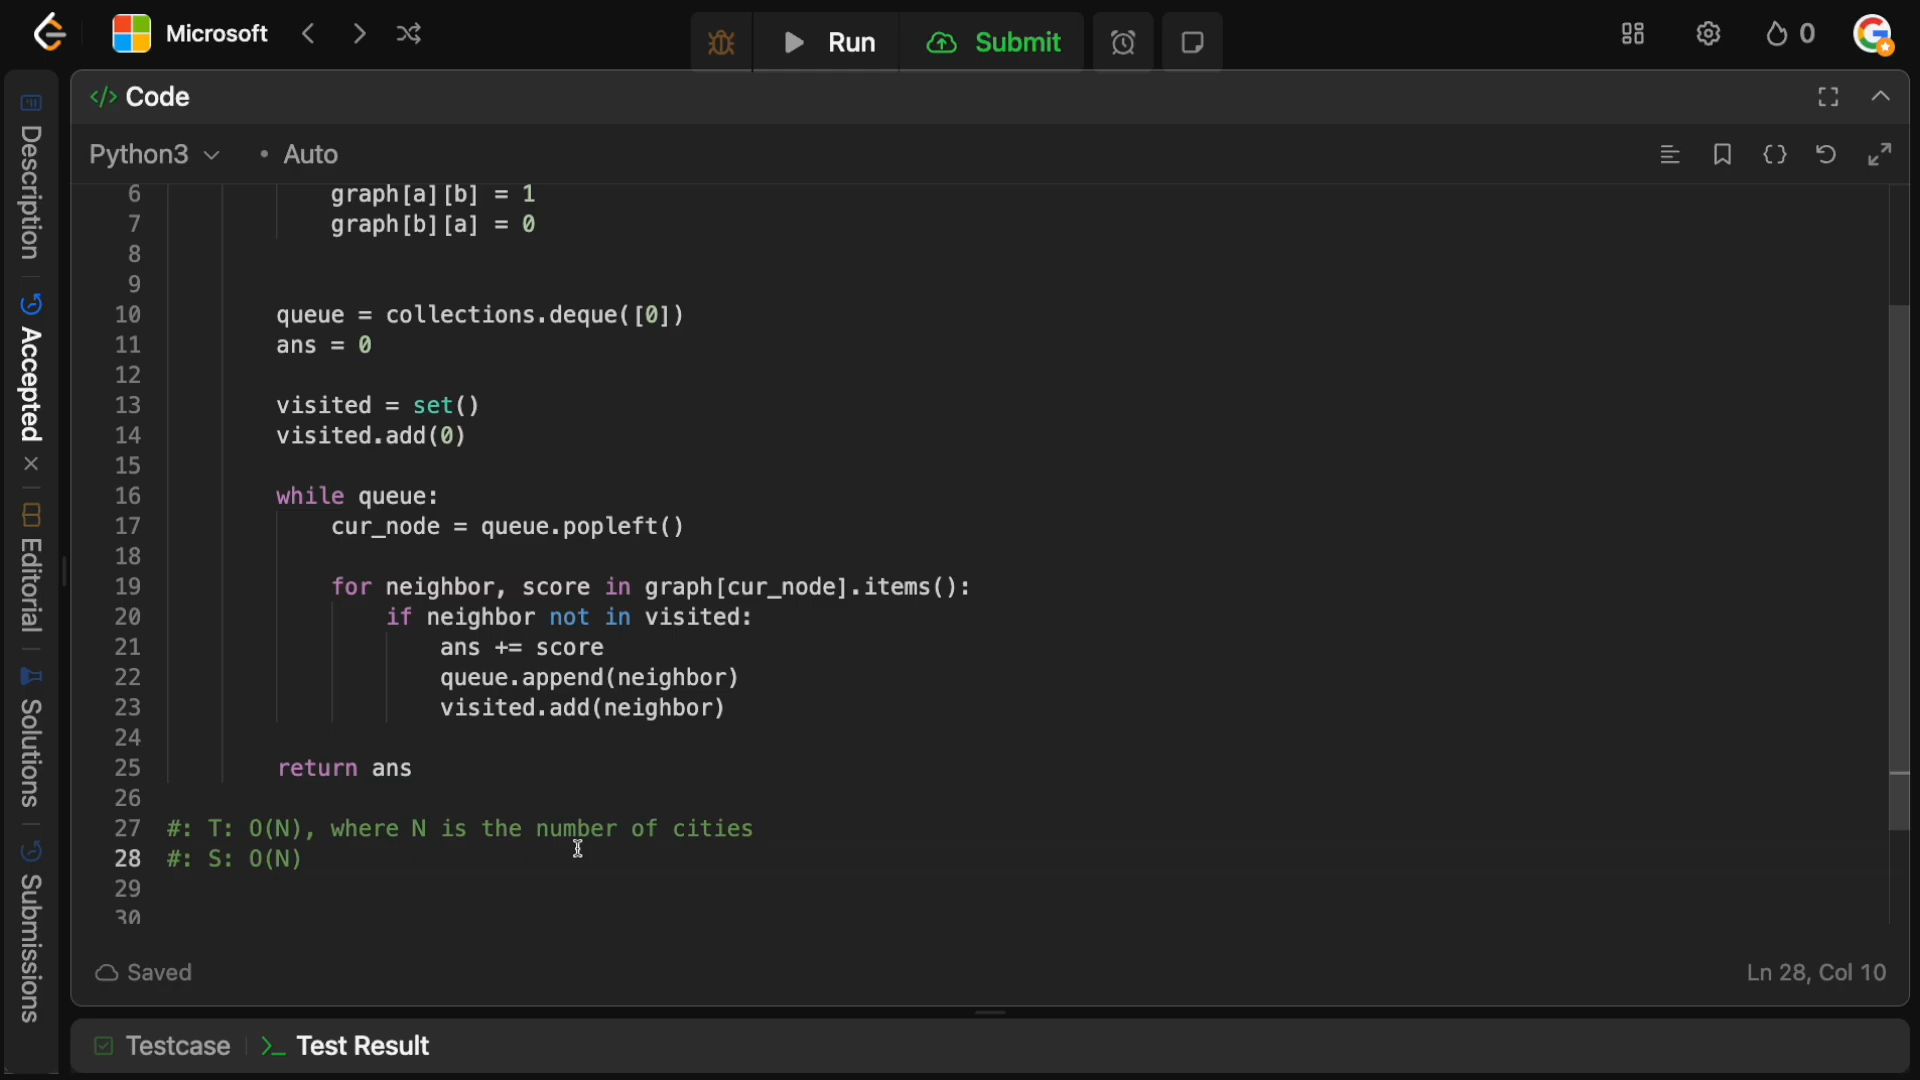 Microsoft
Run
Submit
0
Description
Accepted
Editorial
Solutions
Submissions
</> Code
Python3
• Auto
6 graph[a][b] = 1
7 graph[b][a] = 0
8
9
10 queue = collections.deque([0])
11 ans = 0
12
13 visited = set()
14 visited.add(0)
15
16 while queue:
17 cur_node = queue.popleft()
18
19 for neighbor, score in graph[cur_node].items():
20 if neighbor not in visited:
21 ans += score
22 queue.append(neighbor)
23 visited.add(neighbor)
24
25 return ans
26
27 #: T: O(N), where N is the number of cities
28 #: S: O(N)
29
30
Saved
Ln 28, Col 10
Testcase
>_ Test Result